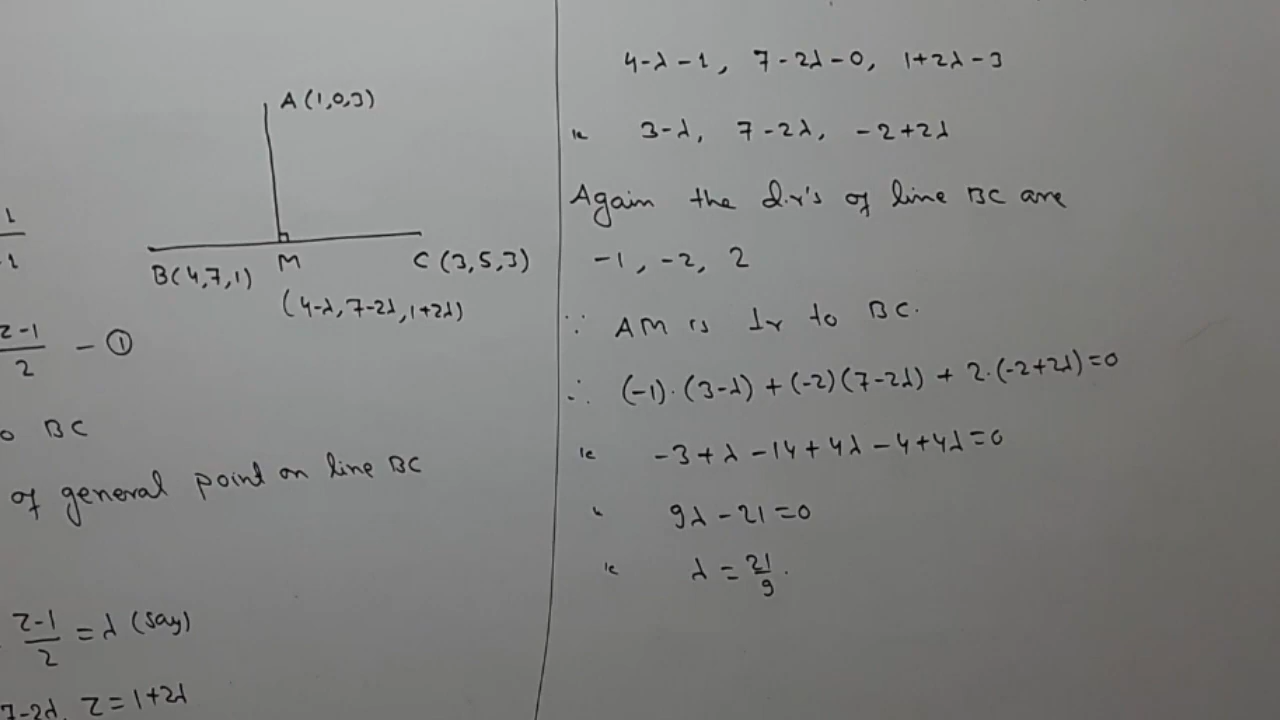 1
-1
z-1
2
- ①
o BC
of general point on line BC
z-1
2
= λ (say)
7-2λ, z=1+2λ
A (1,0,3)
B(4,7,1) M C (3,5,3)
(4-λ, 7-2λ, 1+2λ)
4-λ-1, 7-2λ-0, 1+2λ-3
ie 3-λ, 7-2λ, -2+2λ
Again the d.r's of line BC are
-1, -2, 2
∵ AM is ⊥r to BC.
∴ (-1)·(3-λ) + (-2)(7-2λ) + 2·(-2+2λ)=0
ie -3+λ-14+4λ-4+4λ=0
" 9λ-21=0
ie λ = 21/9.